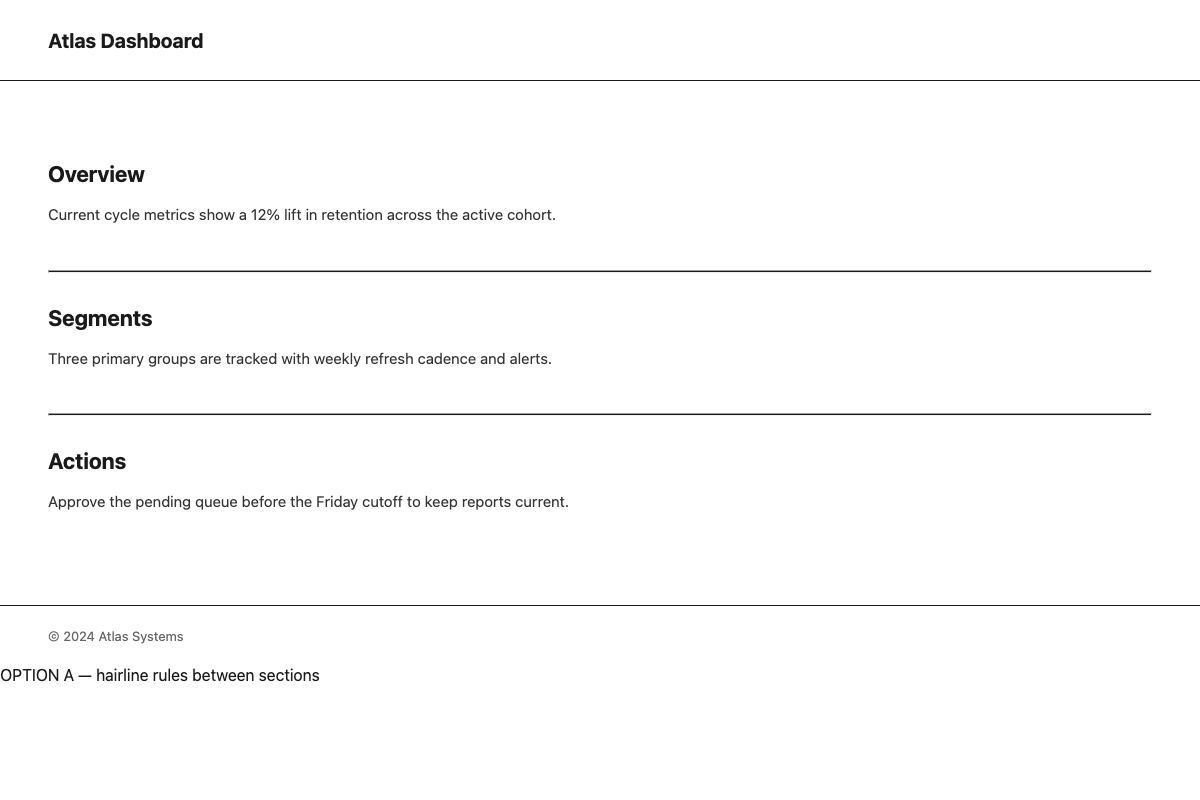 Atlas Dashboard
Overview
Current cycle metrics show a 12% lift in retention across the active cohort.
Segments
Three primary groups are tracked with weekly refresh cadence and alerts.
Actions
Approve the pending queue before the Friday cutoff to keep reports current.
© 2024 Atlas Systems
OPTION A — hairline rules between sections